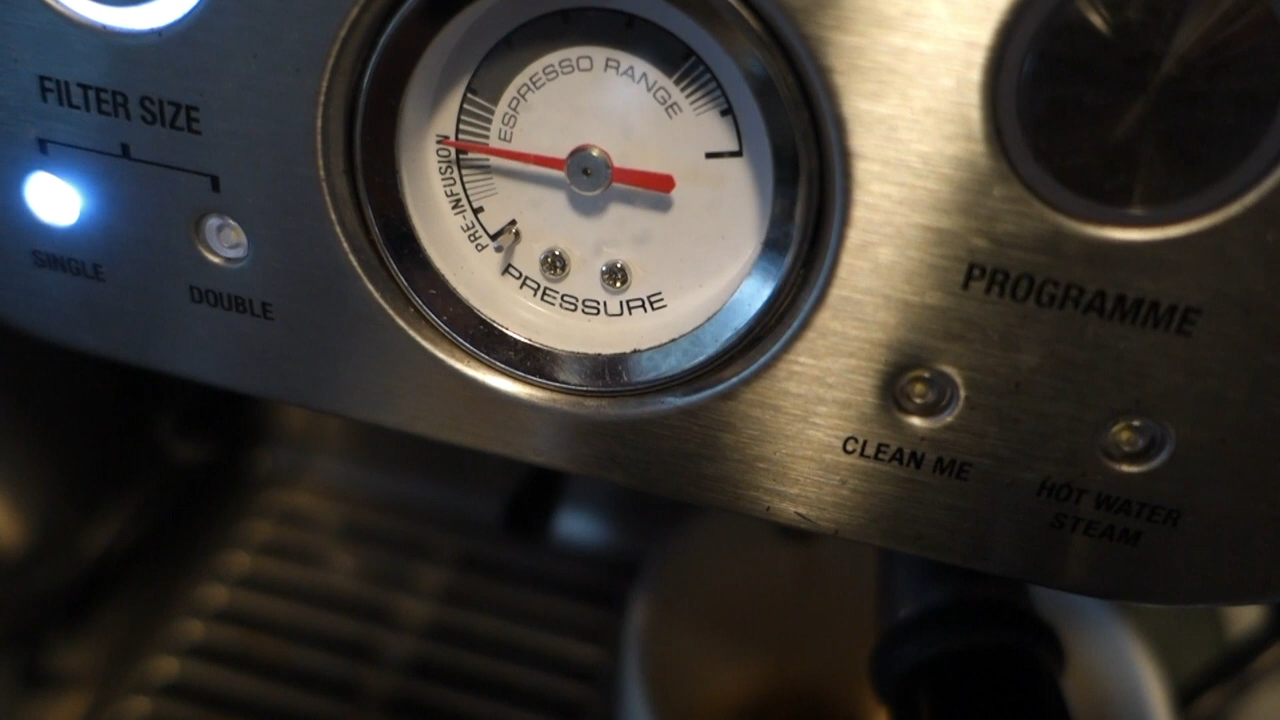 FILTER SIZE
SINGLE
DOUBLE
ESPRESSO RANGE
PRE-INFUSION
PRESSURE
PROGRAMME
CLEAN ME
HOT WATER
STEAM